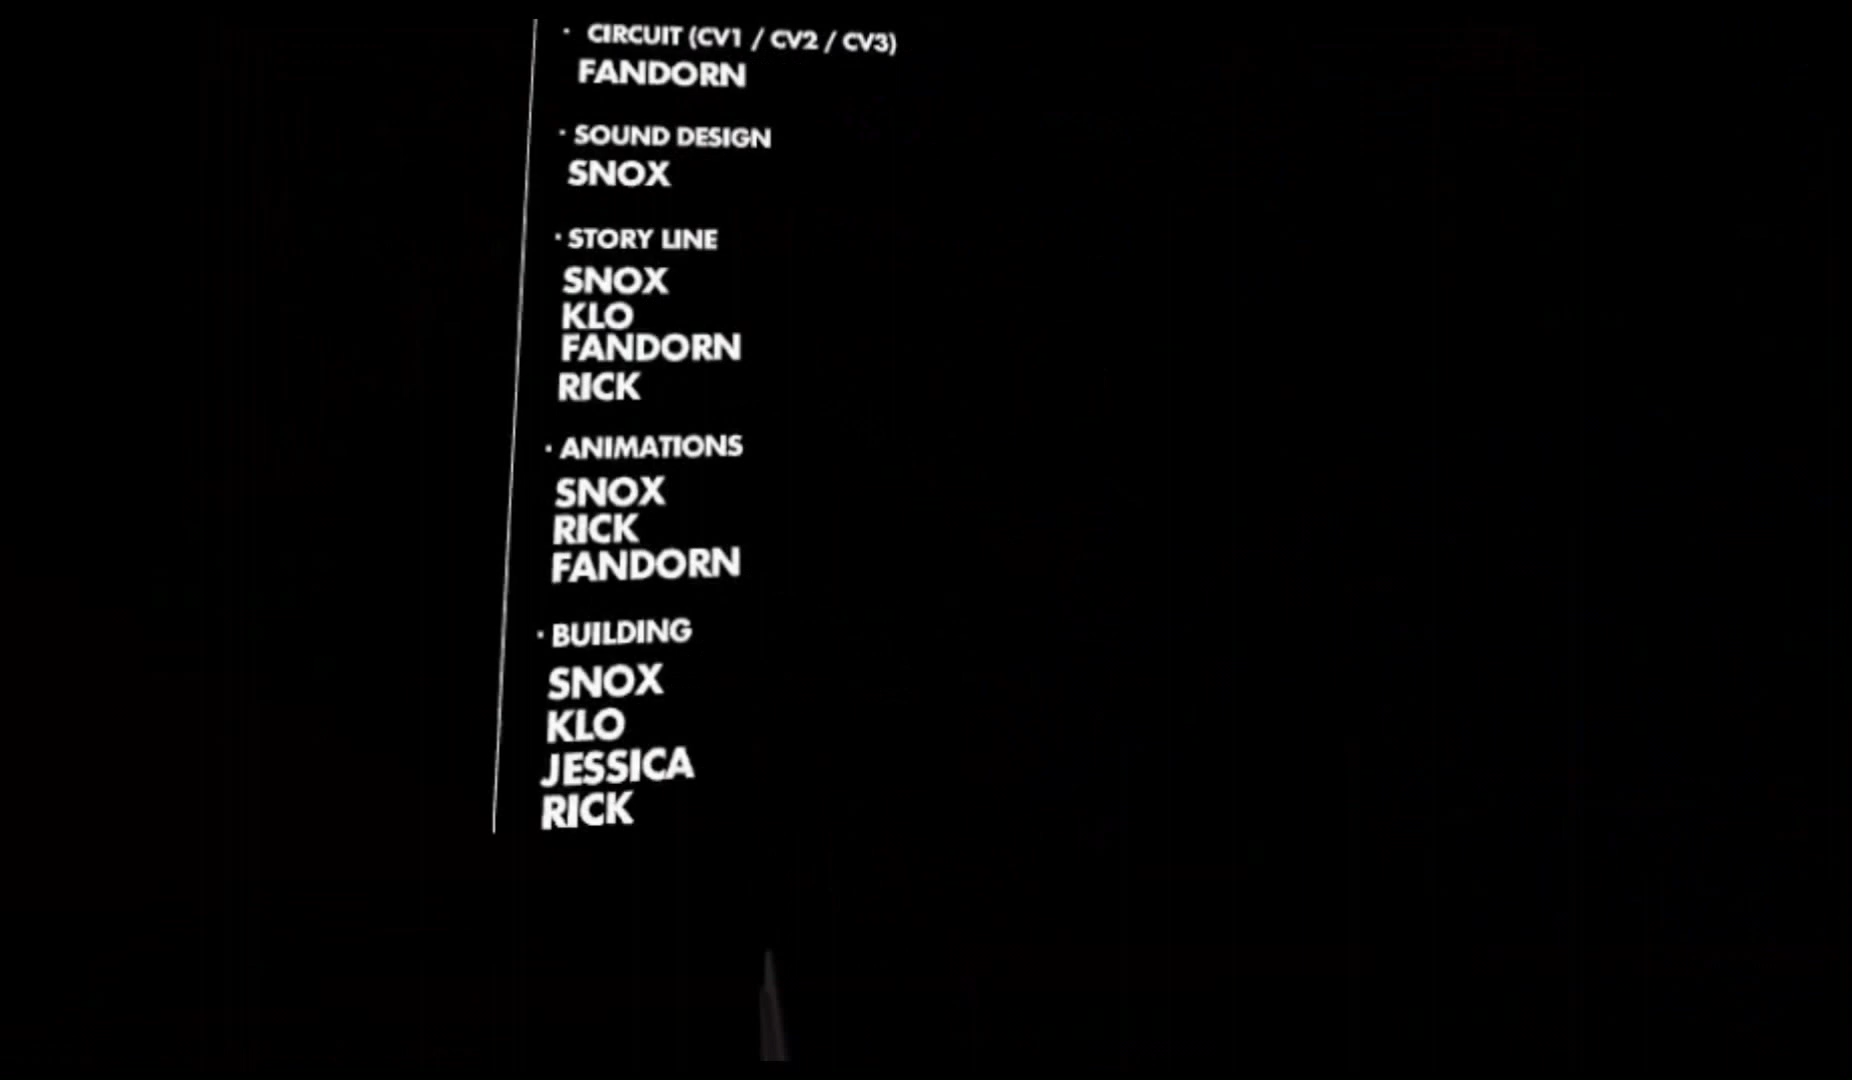 · CIRCUIT (CV1 / CV2 / CV3)
FANDORN
· SOUND DESIGN
SNOX
· STORY LINE
SNOX
KLO
FANDORN
RICK
· ANIMATIONS
SNOX
RICK
FANDORN
· BUILDING
SNOX
KLO
JESSICA
RICK